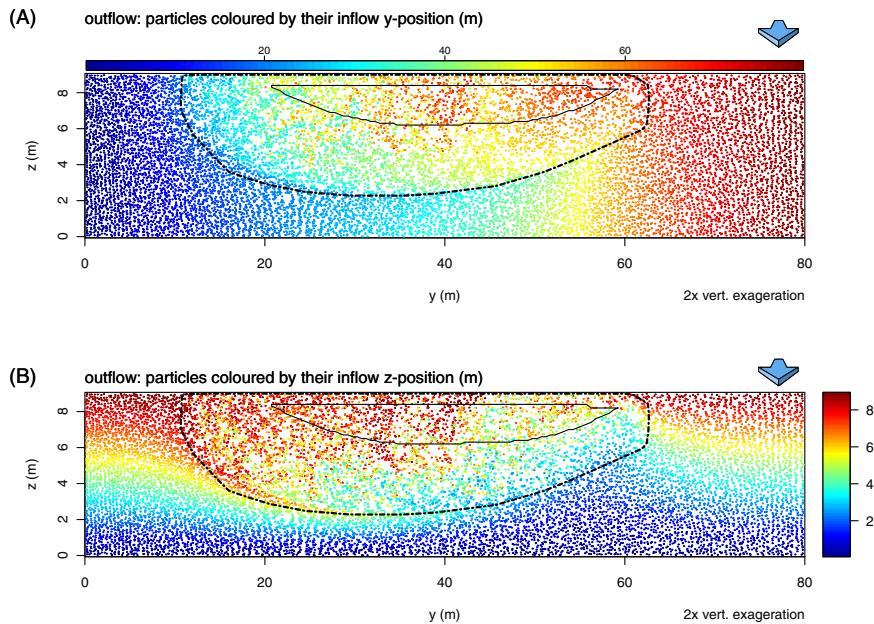 (A)
outflow: particles coloured by their inflow y-position (m)
20 40 60
8
6
4
2
0
z (m)
0 20 40 60 80
y (m)
2x vert. exageration
(B)
outflow: particles coloured by their inflow z-position (m)
8
6
4
2
0
z (m)
8
6
4
2
0 20 40 60 80
y (m)
2x vert. exageration